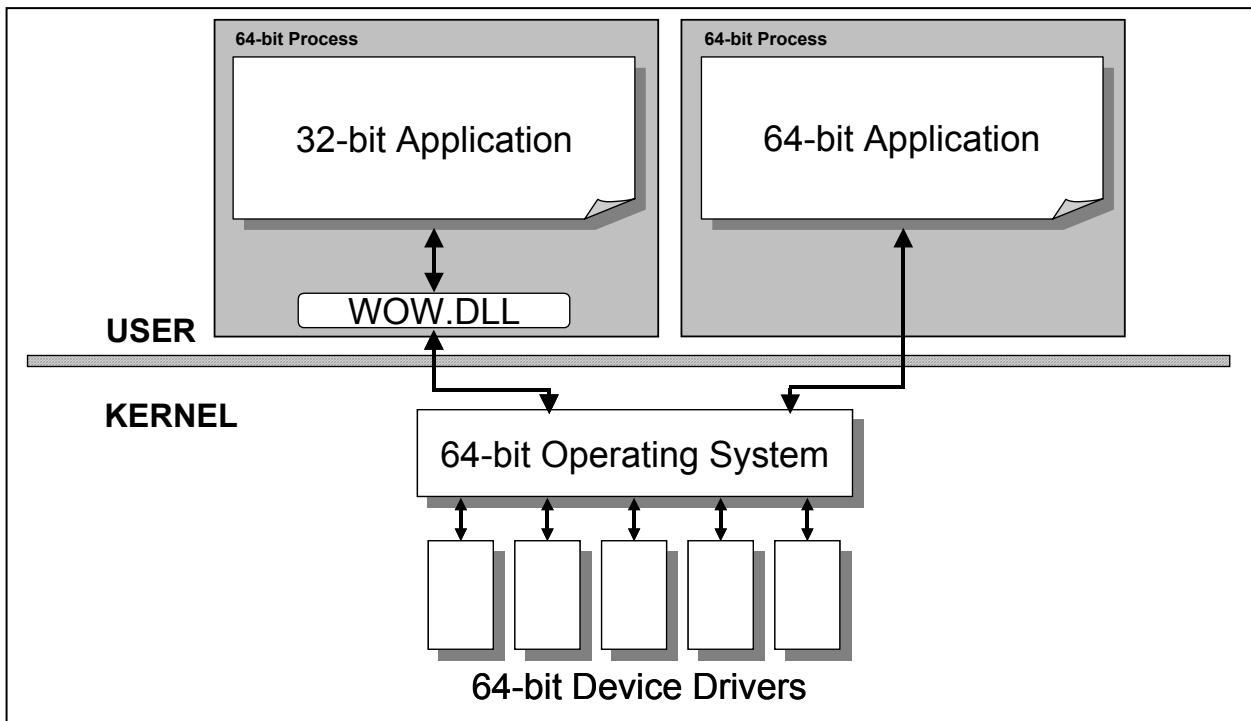 64-bit Process
32-bit Application
WOW.DLL
64-bit Process
64-bit Application
USER
KERNEL
64-bit Operating System
64-bit Device Drivers